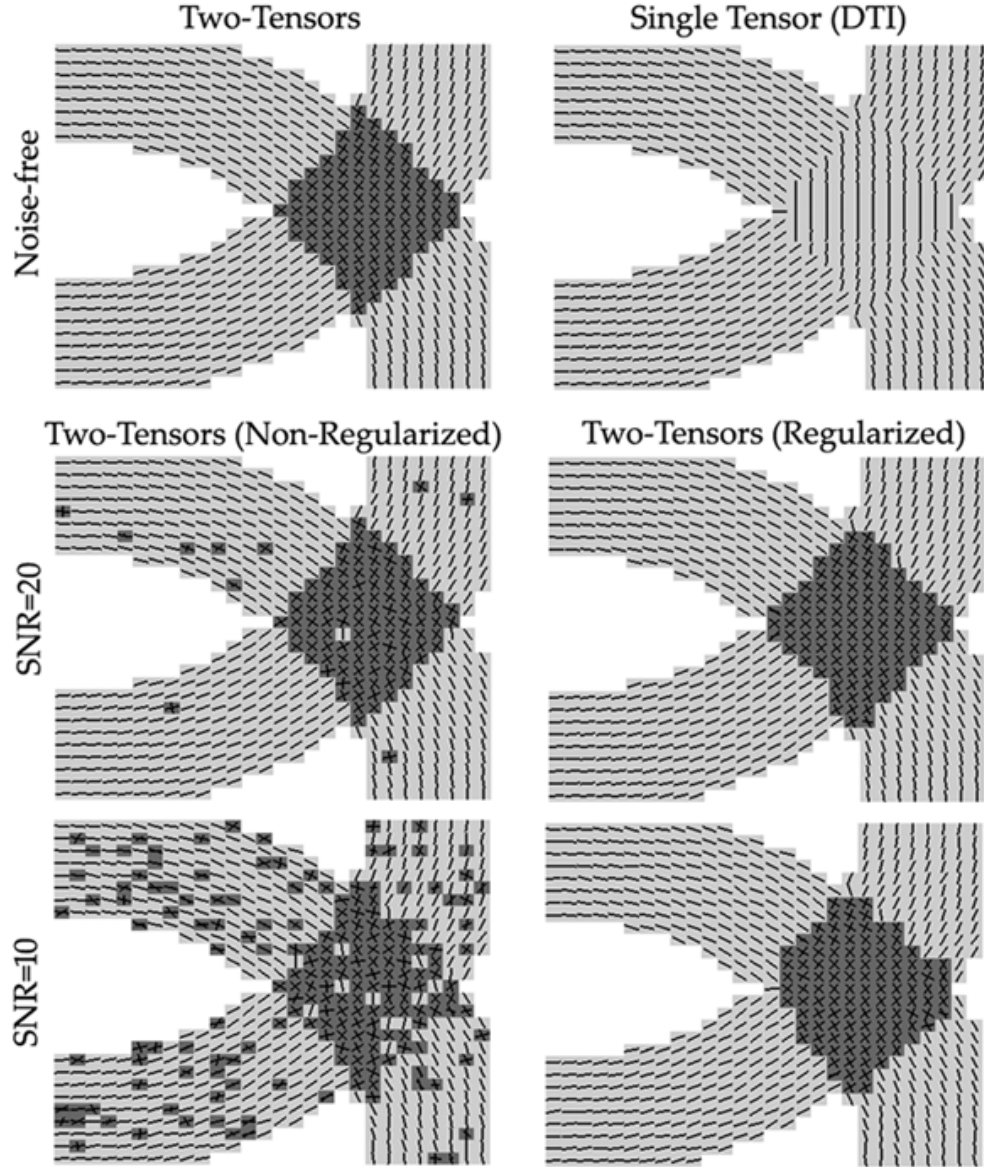 Two-Tensors
Single Tensor (DTI)
Noise-free
Two-Tensors (Non-Regularized)
Two-Tensors (Regularized)
SNR=20
SNR=10